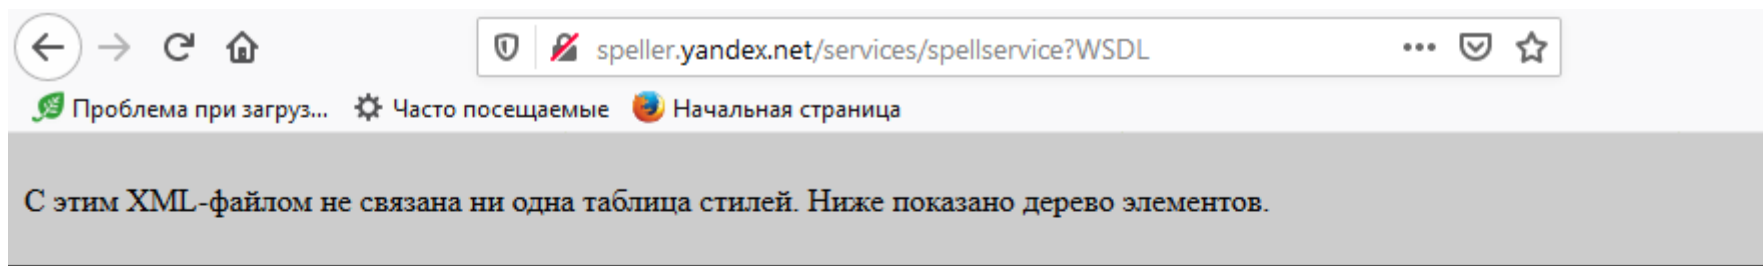 speller.yandex.net/services/spellservice?WSDL
Проблема при загруз... Часто посещаемые Начальная страница
С этим XML-файлом не связана ни одна таблица стилей. Ниже показано дерево элементов.